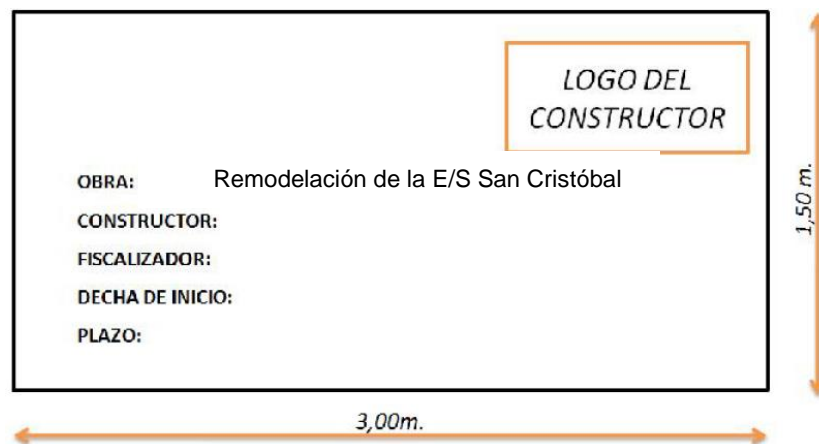 LOGO DEL
CONSTRUCTOR
OBRA: Remodelación de la E/S San Cristóbal
CONSTRUCTOR:
FISCALIZADOR:
DECHA DE INICIO:
PLAZO:
1,50 m.
3,00m.